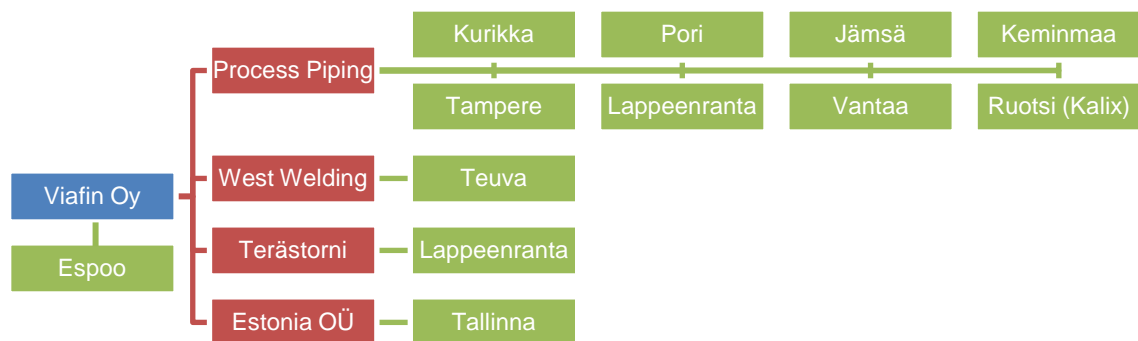 Kurikka
Pori
Jämsä
Keminmaa
Process Piping
Tampere
Lappeenranta
Vantaa
Ruotsi (Kalix)
West Welding
Teuva
Viafin Oy
Espoo
Terästorni
Lappeenranta
Estonia OÜ
Tallinna